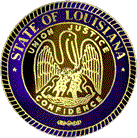 STATE OF LOUISIANA
UNION JUSTICE
CONFIDENCE